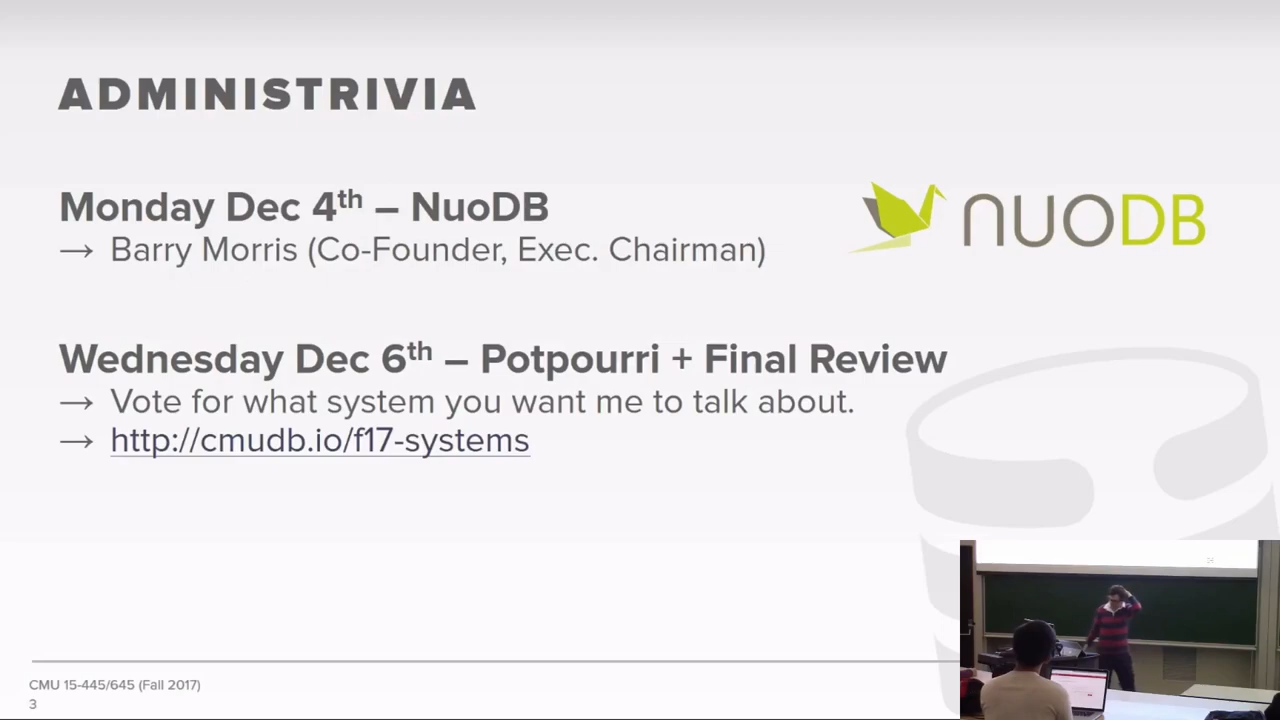 ADMINISTRIVIA
Monday Dec 4th – NuoDB
→ Barry Morris (Co-Founder, Exec. Chairman)
NUODB
Wednesday Dec 6th – Potpourri + Final Review
→ Vote for what system you want me to talk about.
→ http://cmudb.io/f17-systems
CMU 15-445/645 (Fall 2017)
3